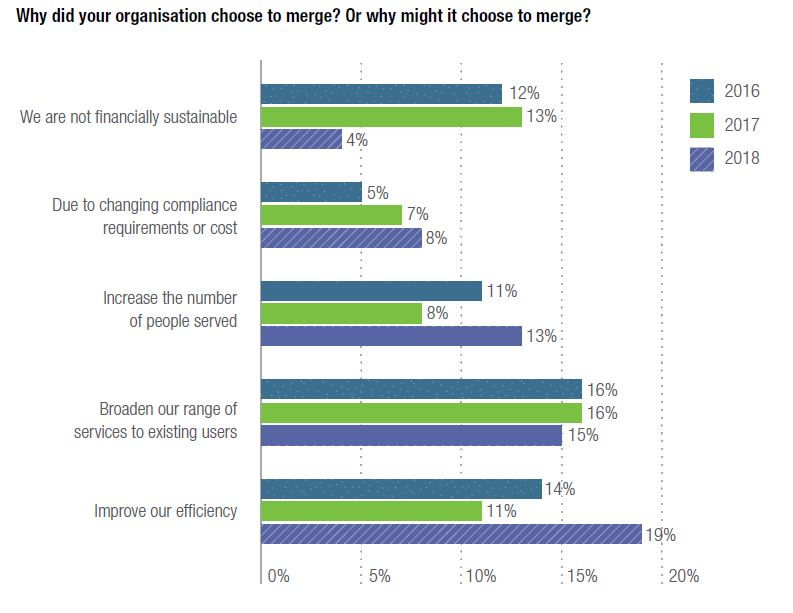 Why did your organisation choose to merge? Or why might it choose to merge?
2016
2017
2018
We are not financially sustainable
12%
13%
4%
Due to changing compliance
requirements or cost
5%
7%
8%
Increase the number
of people served
11%
8%
13%
Broaden our range of
services to existing users
16%
16%
15%
Improve our efficiency
14%
11%
19%
0% 5% 10% 15% 20%